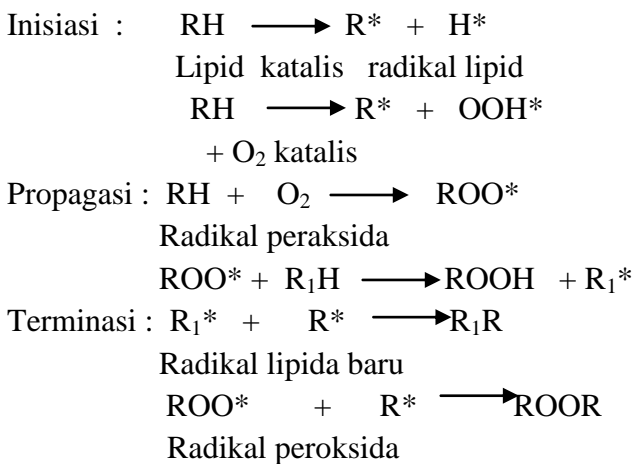 Inisiasi : RH ⟶ R* + H*
Lipid katalis radikal lipid
RH ⟶ R* + OOH*
+ O₂ katalis
Propagasi : RH + O₂ ⟶ ROO*
Radikal peraksida
ROO* + R₁H ⟶ ROOH + R₁*
Terminasi : R₁* + R* ⟶ R₁R
Radikal lipida baru
ROO* + R* ⟶ ROOR
Radikal peroksida